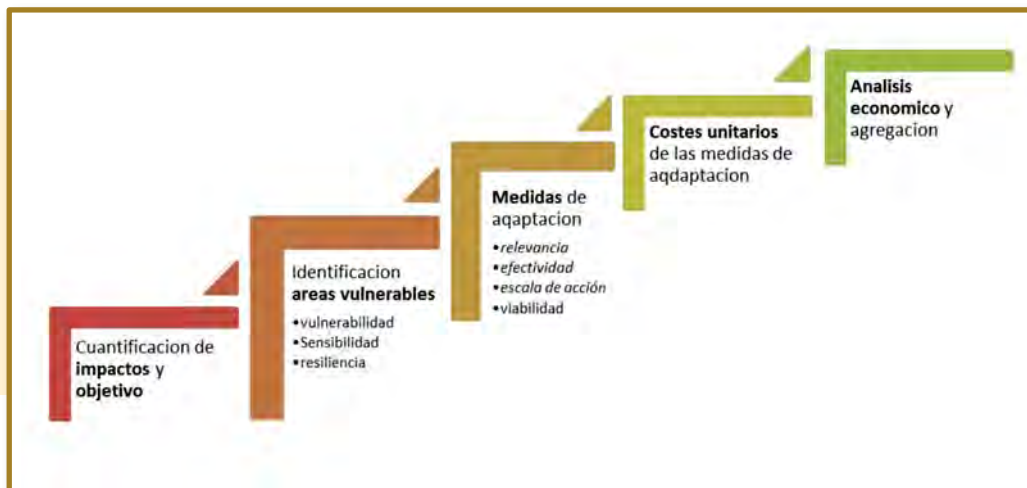 Cuantificacion de
impactos y
objetivo
Identificacion
areas vulnerables
•vulnerabilidad
•Sensibilidad
•resiliencia
Medidas de
aqaptacion
•relevancia
•efectividad
•escala de acción
•viabilidad
Costes unitarios
de las medidas de
aqdaptacion
Analisis
economico y
agregacion